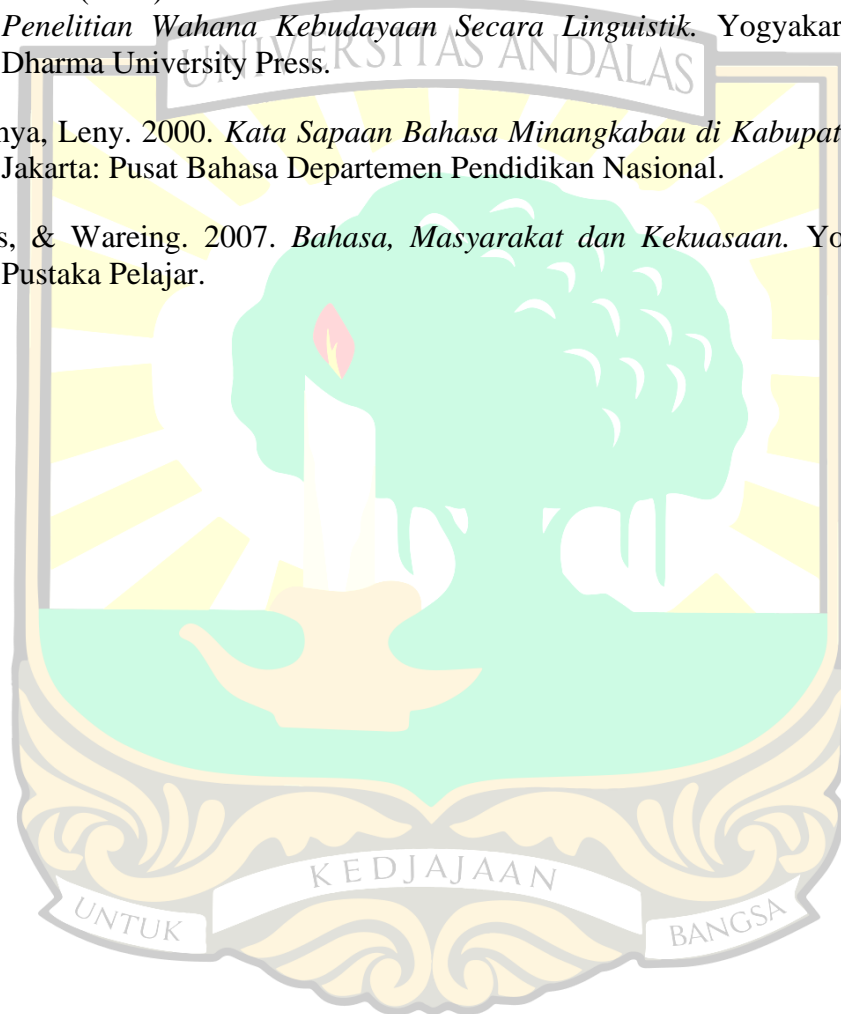 Penelitian Wahana Kebudayaan Secara Linguistik. Yogyakar
Dharma University Press.
UNIVERSITAS ANDALAS
nya, Leny. 2000. Kata Sapaan Bahasa Minangkabau di Kabupat
Jakarta: Pusat Bahasa Departemen Pendidikan Nasional.
s, & Wareing. 2007. Bahasa, Masyarakat dan Kekuasaan. Yo
Pustaka Pelajar.
KEDJAJAAN
UNTUK
BANGSA